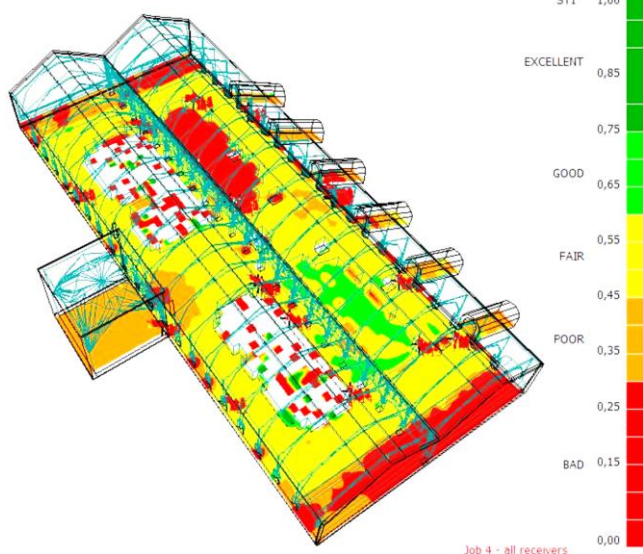 STI 1,00
EXCELLENT
0,85
0,75
GOOD
0,65
0,55
FAIR
0,45
POOR
0,35
0,25
BAD 0,15
0,00
Job 4 - all receivers